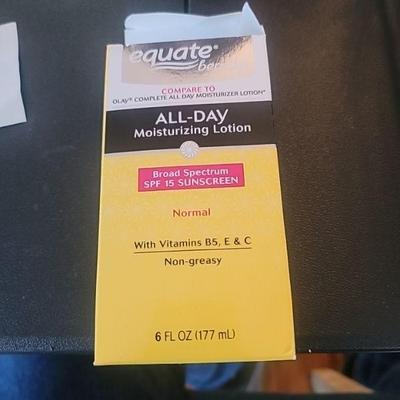 equate®
COMPARE TO
OLAY® COMPLETE ALL DAY MOISTURIZER LOTION*
ALL-DAY
Moisturizing Lotion
Broad Spectrum
SPF 15 SUNSCREEN
Normal
With Vitamins B5, E & C
Non-greasy
6 FL OZ (177 mL)